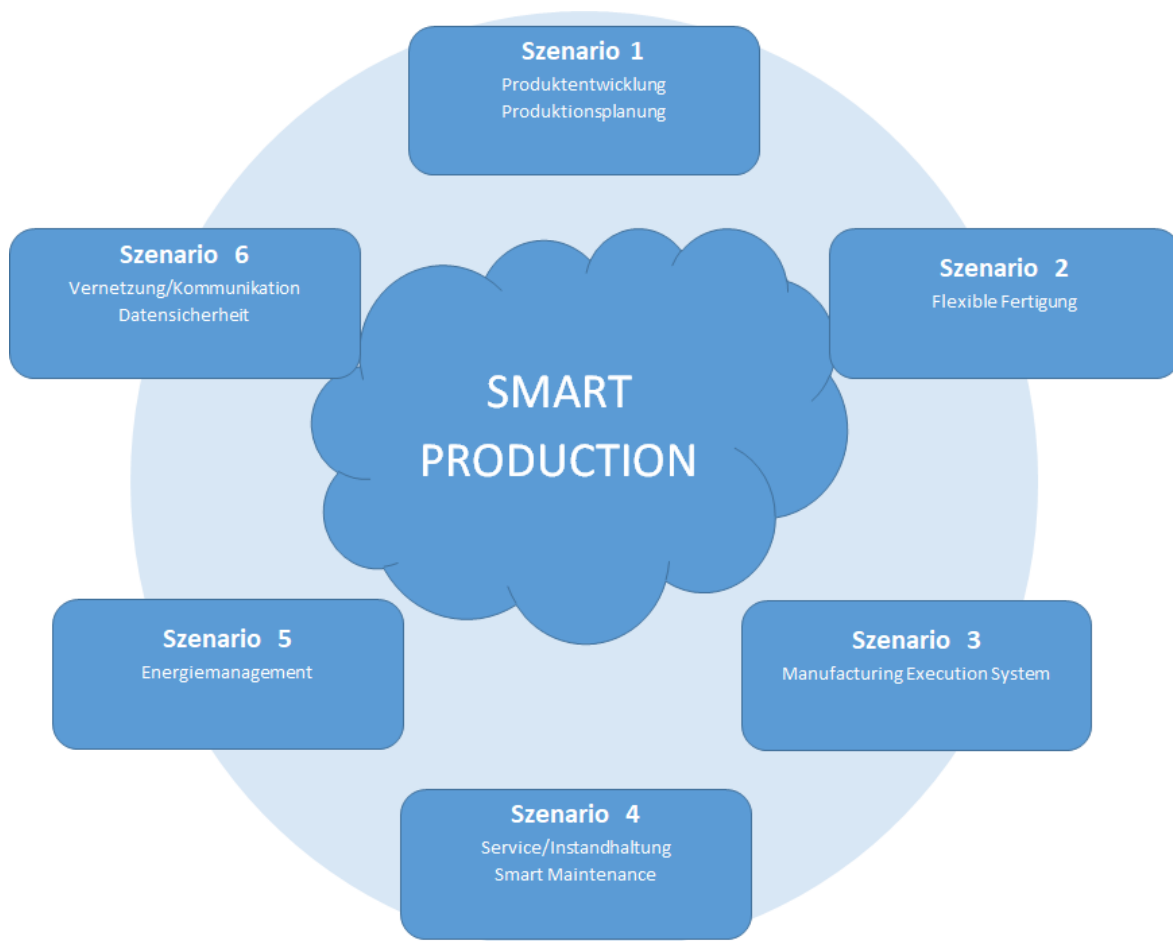 Szenario 1
Produktentwicklung
Produktionsplanung
Szenario 6
Vernetzung/Kommunikation
Datensicherheit
Szenario 2
Flexible Fertigung
SMART
PRODUCTION
Szenario 5
Energiemanagement
Szenario 3
Manufacturing Execution System
Szenario 4
Service/Instandhaltung
Smart Maintenance